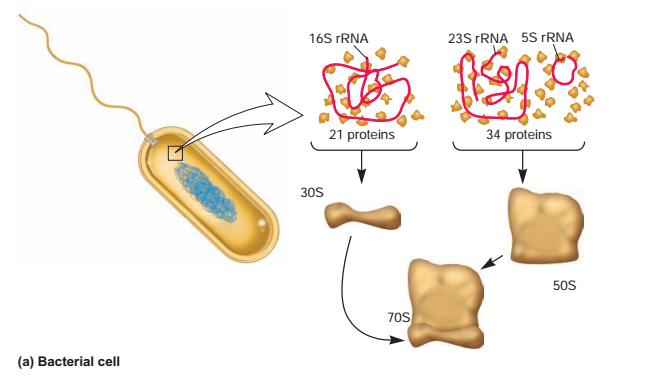 16S rRNA
23S rRNA 5S rRNA
21 proteins
34 proteins
30S
50S
70S
(a) Bacterial cell